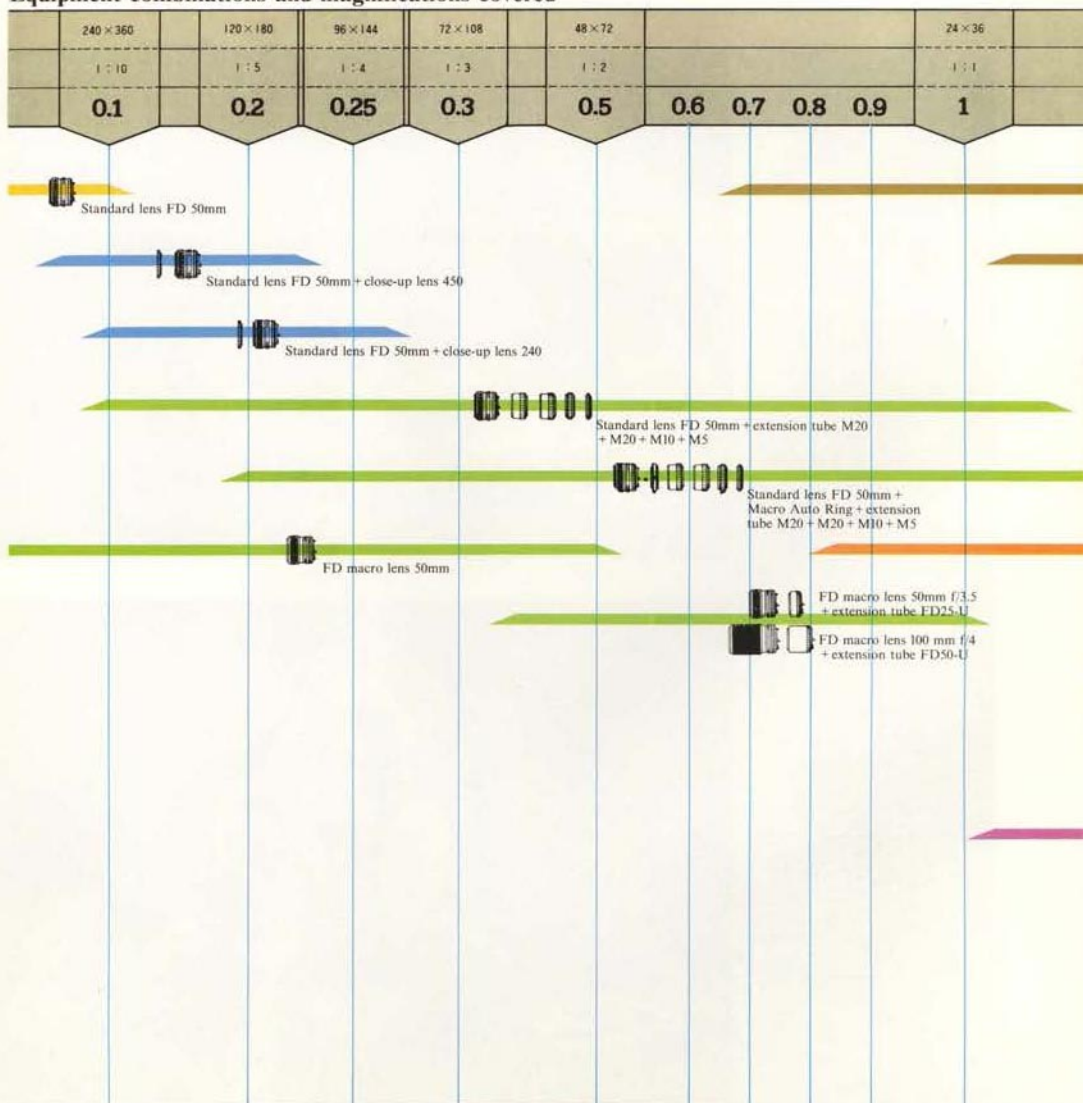 Equipment combinations and magnifications covered
240×360 120×180 96×144 72×108 48×72 24×36
1:10 1:5 1:4 1:3 1:2 1:1
0.1 0.2 0.25 0.3 0.5 0.6 0.7 0.8 0.9 1
Standard lens FD 50mm
Standard lens FD 50mm + close-up lens 450
Standard lens FD 50mm + close-up lens 240
Standard lens FD 50mm + extension tube M20
+ M20 + M10 + M5
Standard lens FD 50mm +
Macro Auto Ring + extension
tube M20 + M20 + M10 + M5
FD macro lens 50mm
FD macro lens 50mm f/3.5
+ extension tube FD25-U
FD macro lens 100 mm f/4
+ extension tube FD50-U